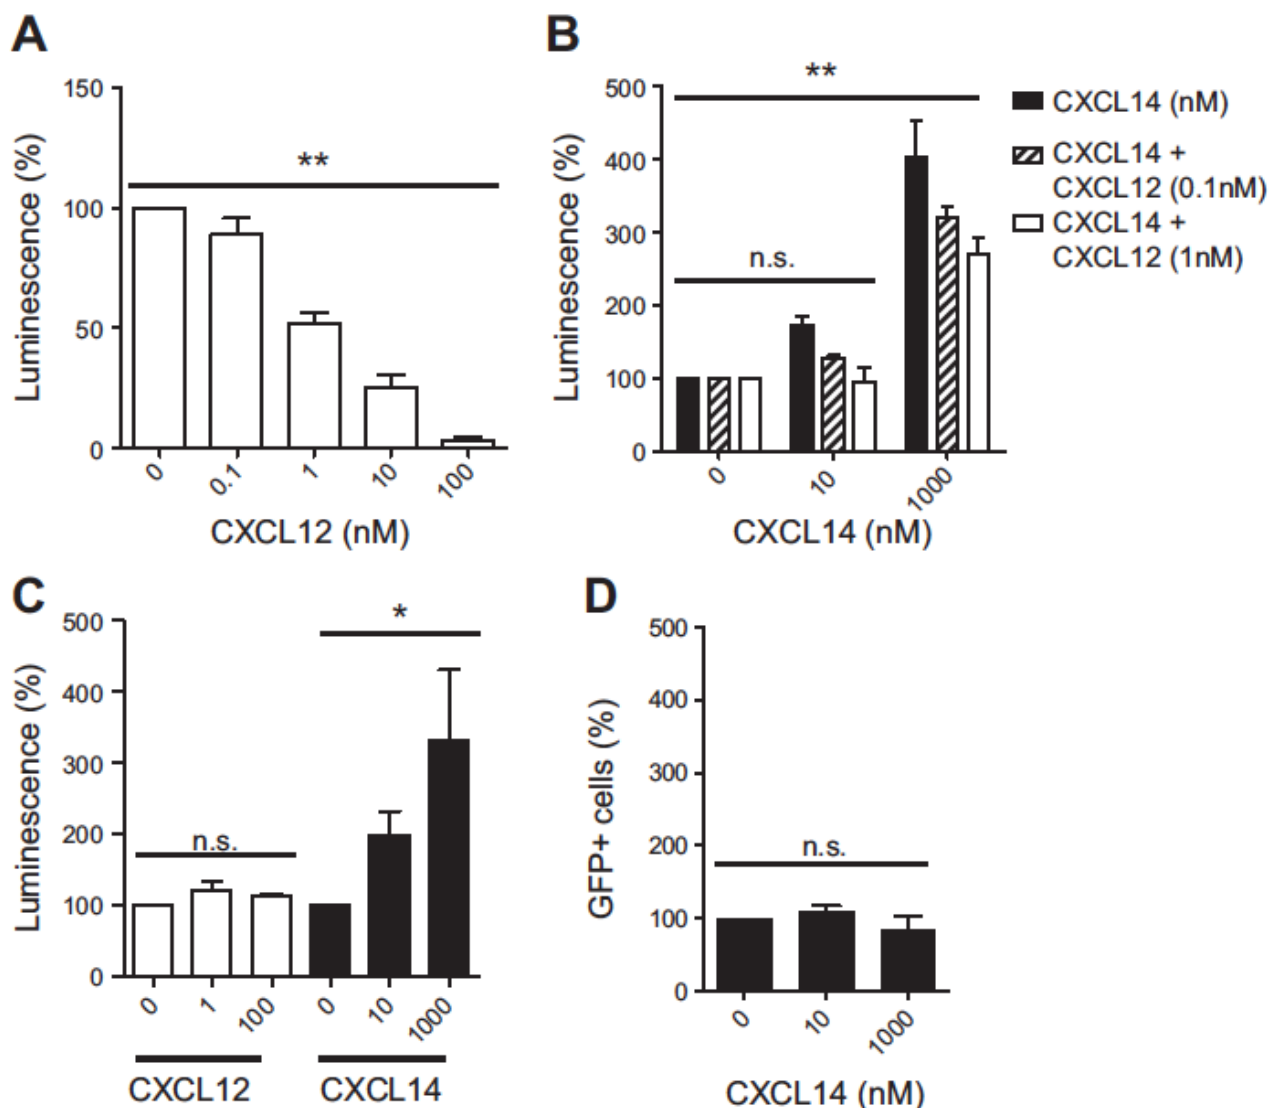 A
Luminescence (%)
150
100
50
0
**
0
0.1
1
10
100
CXCL12 (nM)
B
Luminescence (%)
500
400
300
200
100
0
**
n.s.
0
10
1000
CXCL14 (nM)
CXCL14 (nM)
CXCL14 +
CXCL12 (0.1nM)
CXCL14 +
CXCL12 (1nM)
C
Luminescence (%)
500
400
300
200
100
0
n.s.
*
0
1
100
0
10
1000
CXCL12
CXCL14
D
GFP+ cells (%)
500
400
300
200
100
0
n.s.
0
10
1000
CXCL14 (nM)